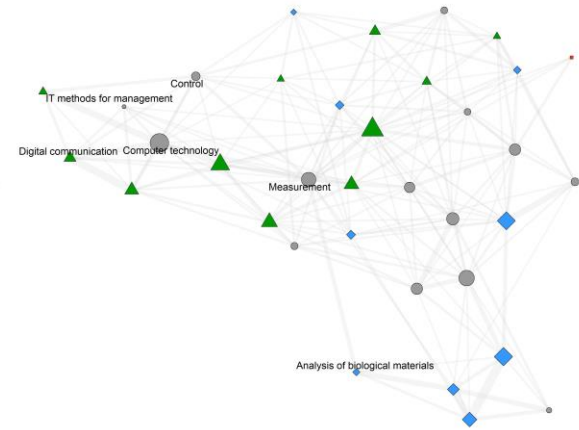 Control
IT methods for management
Digital communication
Computer technology
Measurement
Analysis of biological materials